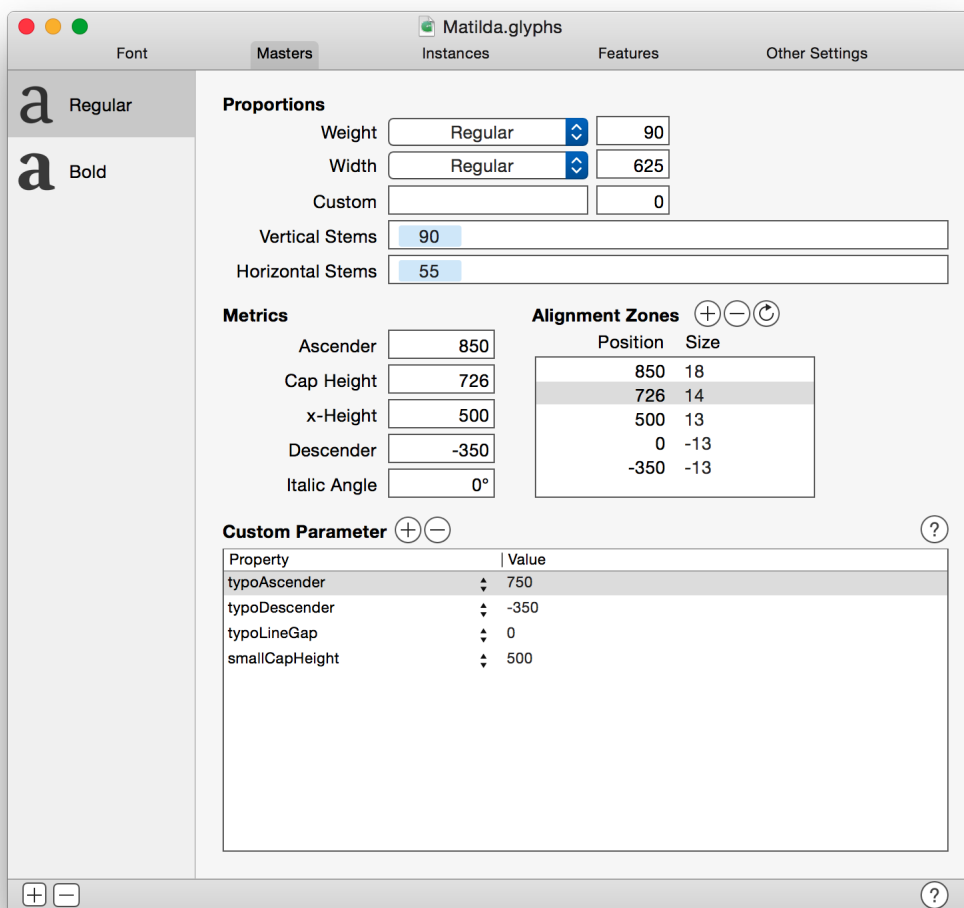 Matilda.glyphs
Font Masters Instances Features Other Settings
a Regular
a Bold
Proportions
Weight Regular 90
Width Regular 625
Custom 0
Vertical Stems 90
Horizontal Stems 55
Metrics
Ascender 850
Cap Height 726
x-Height 500
Descender -350
Italic Angle 0°
Alignment Zones
Position Size
850 18
726 14
500 13
0 -13
-350 -13
Custom Parameter
?
Property Value
typoAscender 750
typoDescender -350
typoLineGap 0
smallCapHeight 500
?